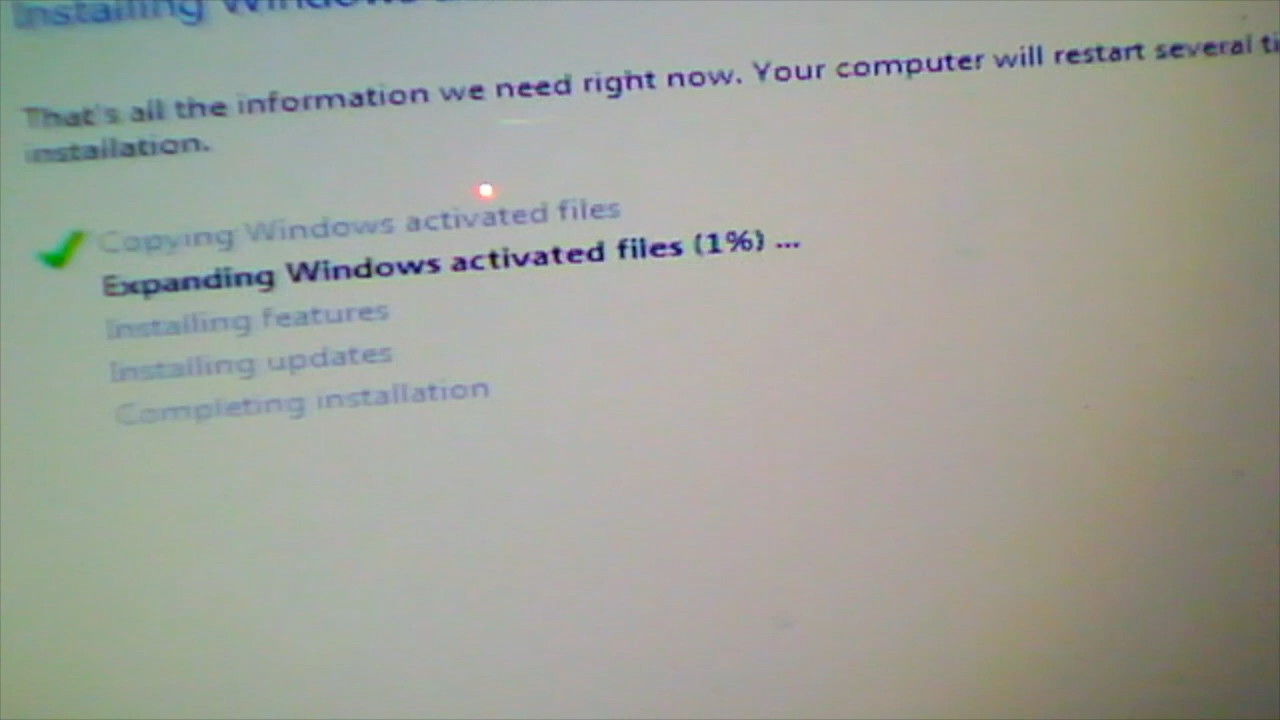 Installing Windows
That's all the information we need right now. Your computer will restart several ti
installation.
Copying Windows activated files
Expanding Windows activated files (1%) ...
Installing features
Installing updates
Completing installation